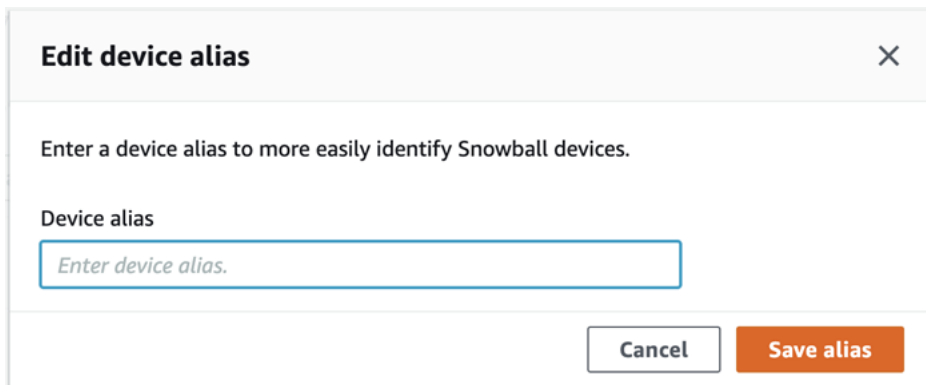 Edit device alias
Enter a device alias to more easily identify Snowball devices.
Device alias
Enter device alias.
Cancel
Save alias